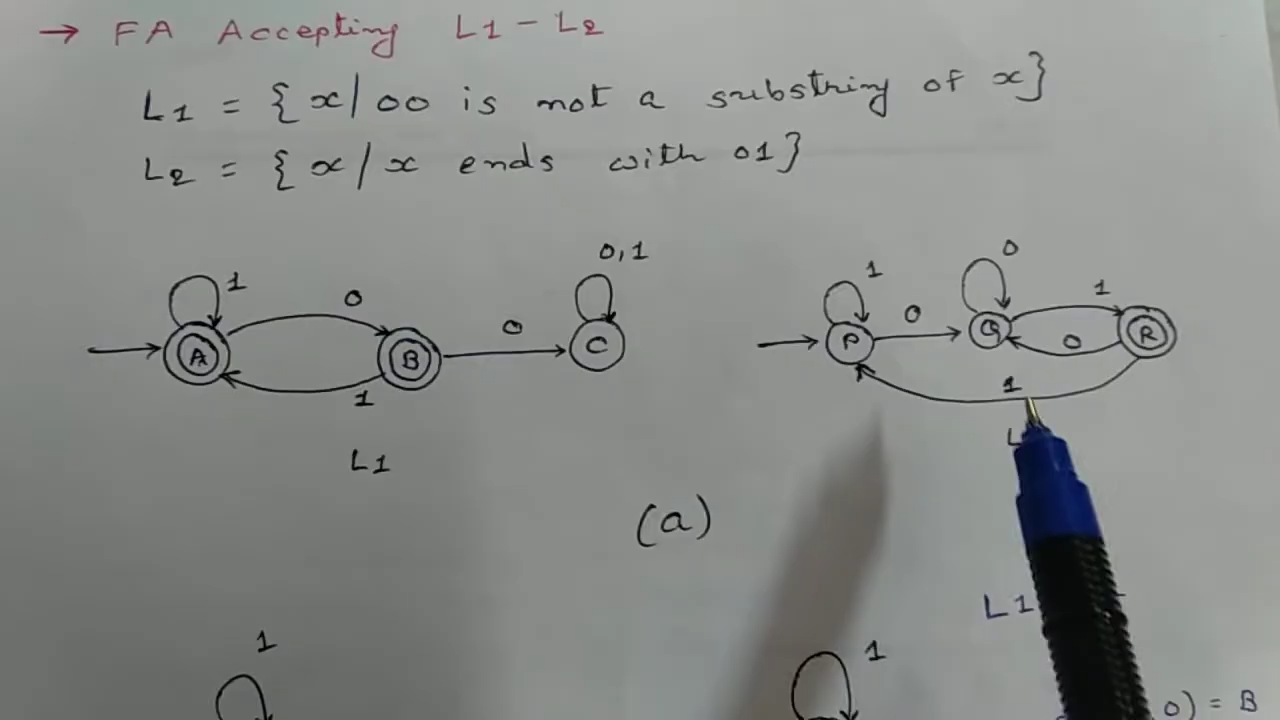 → FA Accepting L1 - L2
L1 = {x/00 is not a substring of x}
L2 = {x/x ends with 01}
1 0 0 0,1
A B C
1
L1
1 0 0 1
P Q R
0
1
L
(a)
L1
1
1
0) = B